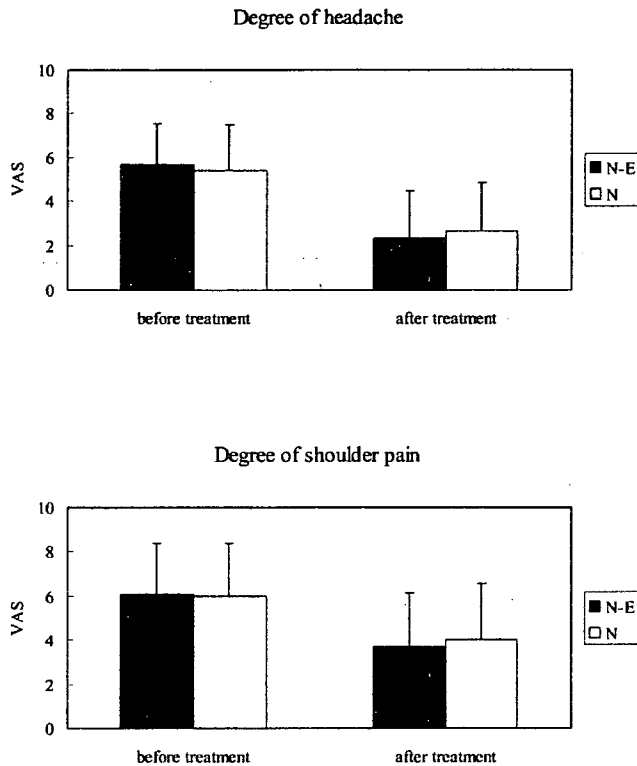 Degree of headache
10
8
6
4
2
0
VAS
N-E
N
before treatment after treatment
Degree of shoulder pain
10
8
6
4
2
0
VAS
N-E
N
before treatment after treatment